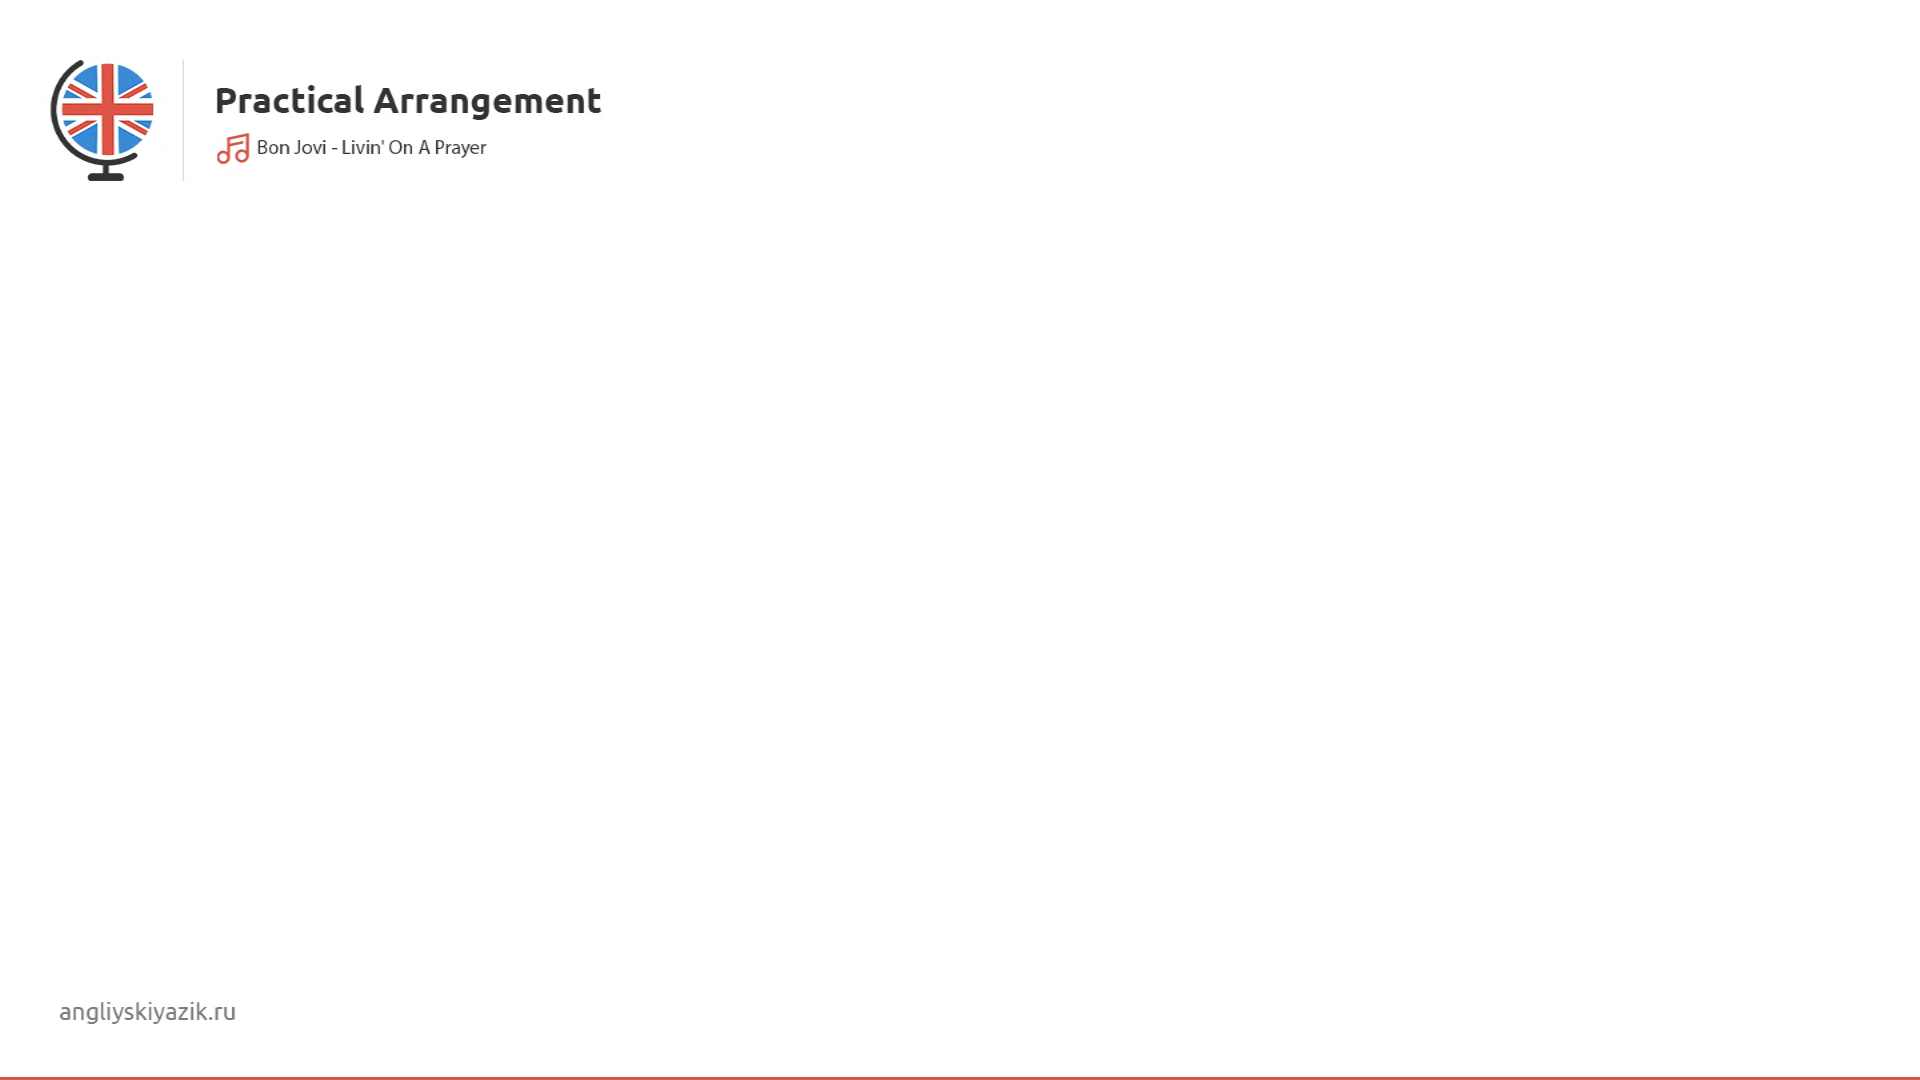 Practical Arrangement
Bon Jovi - Livin' On A Prayer
angliyskiyazik.ru